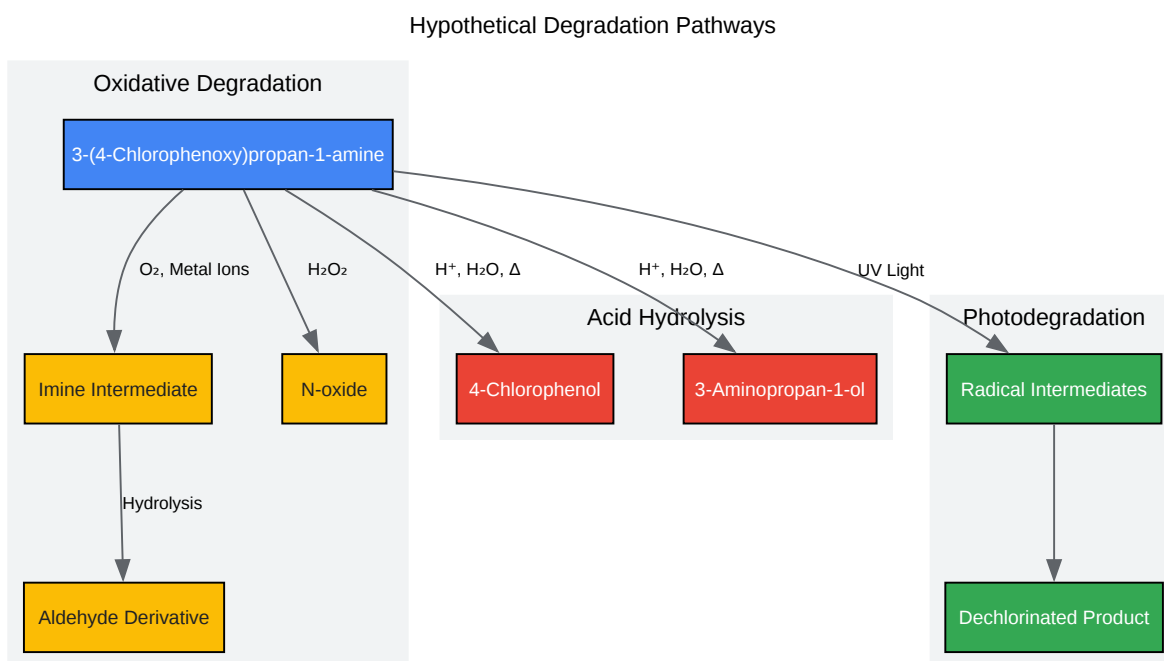 Hypothetical Degradation Pathways
Oxidative Degradation
3-(4-Chlorophenoxy)propan-1-amine
O₂, Metal Ions
H₂O₂
H⁺, H₂O, Δ
H⁺, H₂O, Δ
UV Light
Acid Hydrolysis
Photodegradation
Imine Intermediate
N-oxide
4-Chlorophenol
3-Aminopropan-1-ol
Radical Intermediates
Hydrolysis
Aldehyde Derivative
Dechlorinated Product